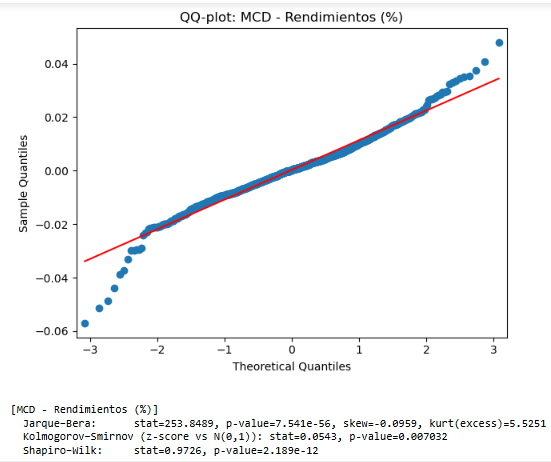 QQ-plot: MCD - Rendimientos (%)
0.04
0.02
0.00
−0.02
−0.04
−0.06
Sample Quantiles
−3 −2 −1 0 1 2 3
Theoretical Quantiles
[MCD - Rendimientos (%)]
Jarque-Bera: stat=253.8489, p-value=7.541e-56, skew=-0.0959, kurt(excess)=5.5251
Kolmogorov-Smirnov (z-score vs N(0,1)): stat=0.0543, p-value=0.007032
Shapiro-Wilk: stat=0.9726, p-value=2.189e-12